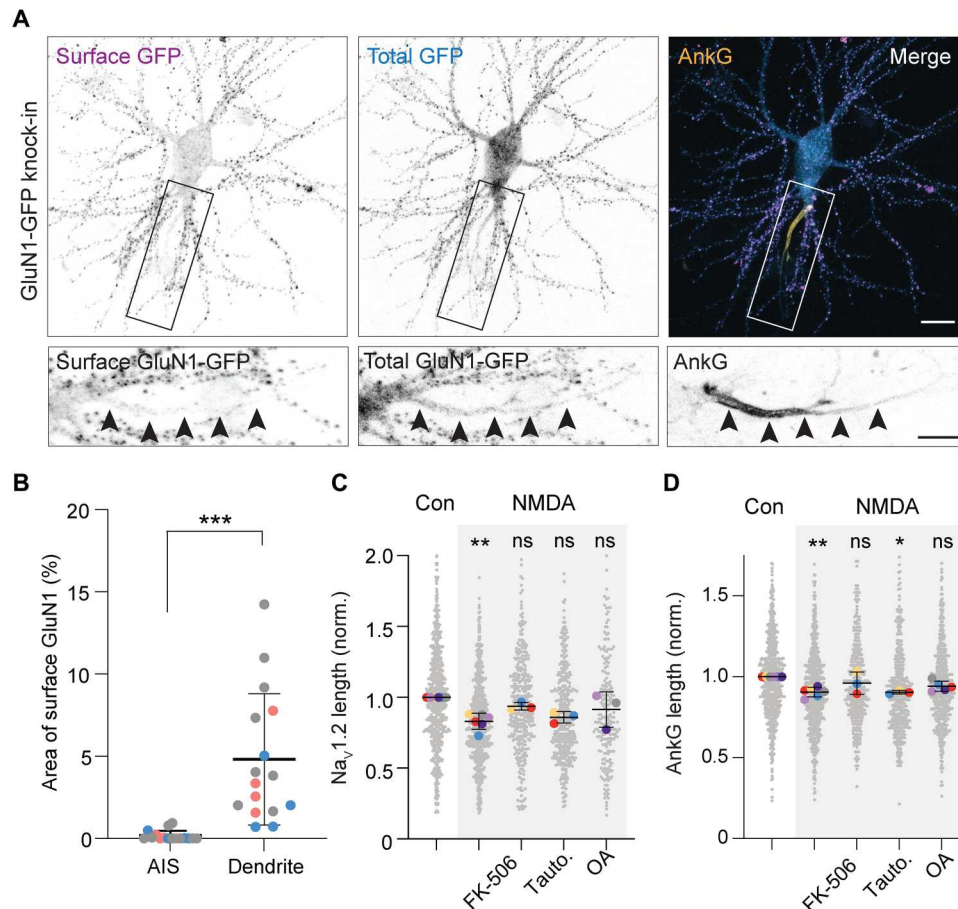 A
GluN1-GFP knock-in
Surface GFP
Total GFP
AnkG
Merge
Surface GluN1-GFP
Total GluN1-GFP
AnkG
B
Area of surface GluN1 (%)
20
15
10
5
0
***
AIS
Dendrite
C
Con
NMDA
** ns ns ns
Naᵥ1.2 length (norm.)
2.0
1.5
1.0
0.5
0
FK-506
Tauto.
OA
D
Con
NMDA
** ns * ns
AnkG length (norm.)
1.5
1.0
0.5
0
FK-506
Tauto.
OA